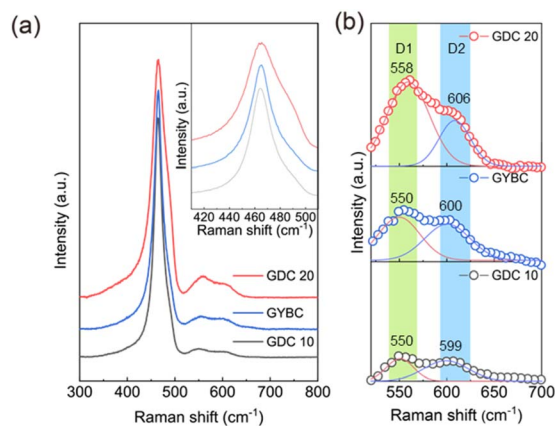 (a)
Intensity (a.u.)
Intensity (a.u.)
410 440 460 480 510
Raman shift (cm-1)
GDC 20
GYBC
GDC 10
300 400 500 600 700 800
Raman shift (cm-1)
(b)
D1 D2 GDC 20
558
606
GYBC
550 600
GDC 10
550 599
Intensity (a.u.)
550 600 650 700
Raman shift (cm-1)